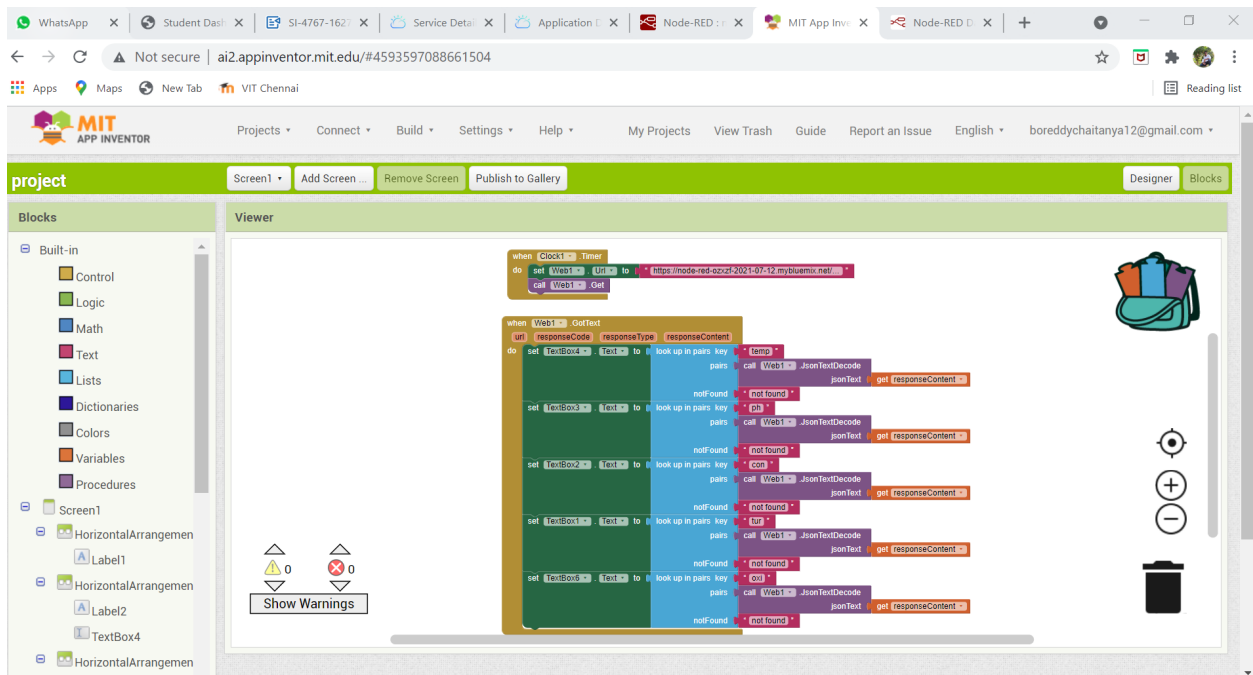 WhatsApp
Student Dash
SI-4767-162
Service Detail
Application D
Node-RED : n
MIT App Inve
Node-RED D
Not secure | ai2.appinventor.mit.edu/#4593597088661504
Apps Maps New Tab VIT Chennai Reading list
MIT
APP INVENTOR
Projects Connect Build Settings Help My Projects View Trash Guide Report an Issue English boreddychaitanya12@gmail.com
project Screen1 Add Screen ... Remove Screen Publish to Gallery Designer Blocks
Blocks
Viewer
Built-in
Control
Logic
Math
Text
Lists
Dictionaries
Colors
Variables
Procedures
Screen1
HorizontalArrangemen
Label1
HorizontalArrangemen
Label2
TextBox4
HorizontalArrangemen
when Clock1 .Timer
do set Web1 . Url to " https://node-red-ozxzf-2021-07-12.mybluemix.net/... "
call Web1 .Get
when Web1 .GotText
url responseCode responseType responseContent
do set TextBox4 . Text to look up in pairs key " temp "
pairs call Web1 .JsonTextDecode
jsonText get responseContent
notFound " not found "
set TextBox3 . Text to look up in pairs key " ph "
pairs call Web1 .JsonTextDecode
jsonText get responseContent
notFound " not found "
set TextBox2 . Text to look up in pairs key " con "
pairs call Web1 .JsonTextDecode
jsonText get responseContent
notFound " not found "
set TextBox1 . Text to look up in pairs key " tur "
pairs call Web1 .JsonTextDecode
jsonText get responseContent
notFound " not found "
set TextBox6 . Text to look up in pairs key " oxi "
pairs call Web1 .JsonTextDecode
jsonText get responseContent
notFound " not found "
0 0
Show Warnings